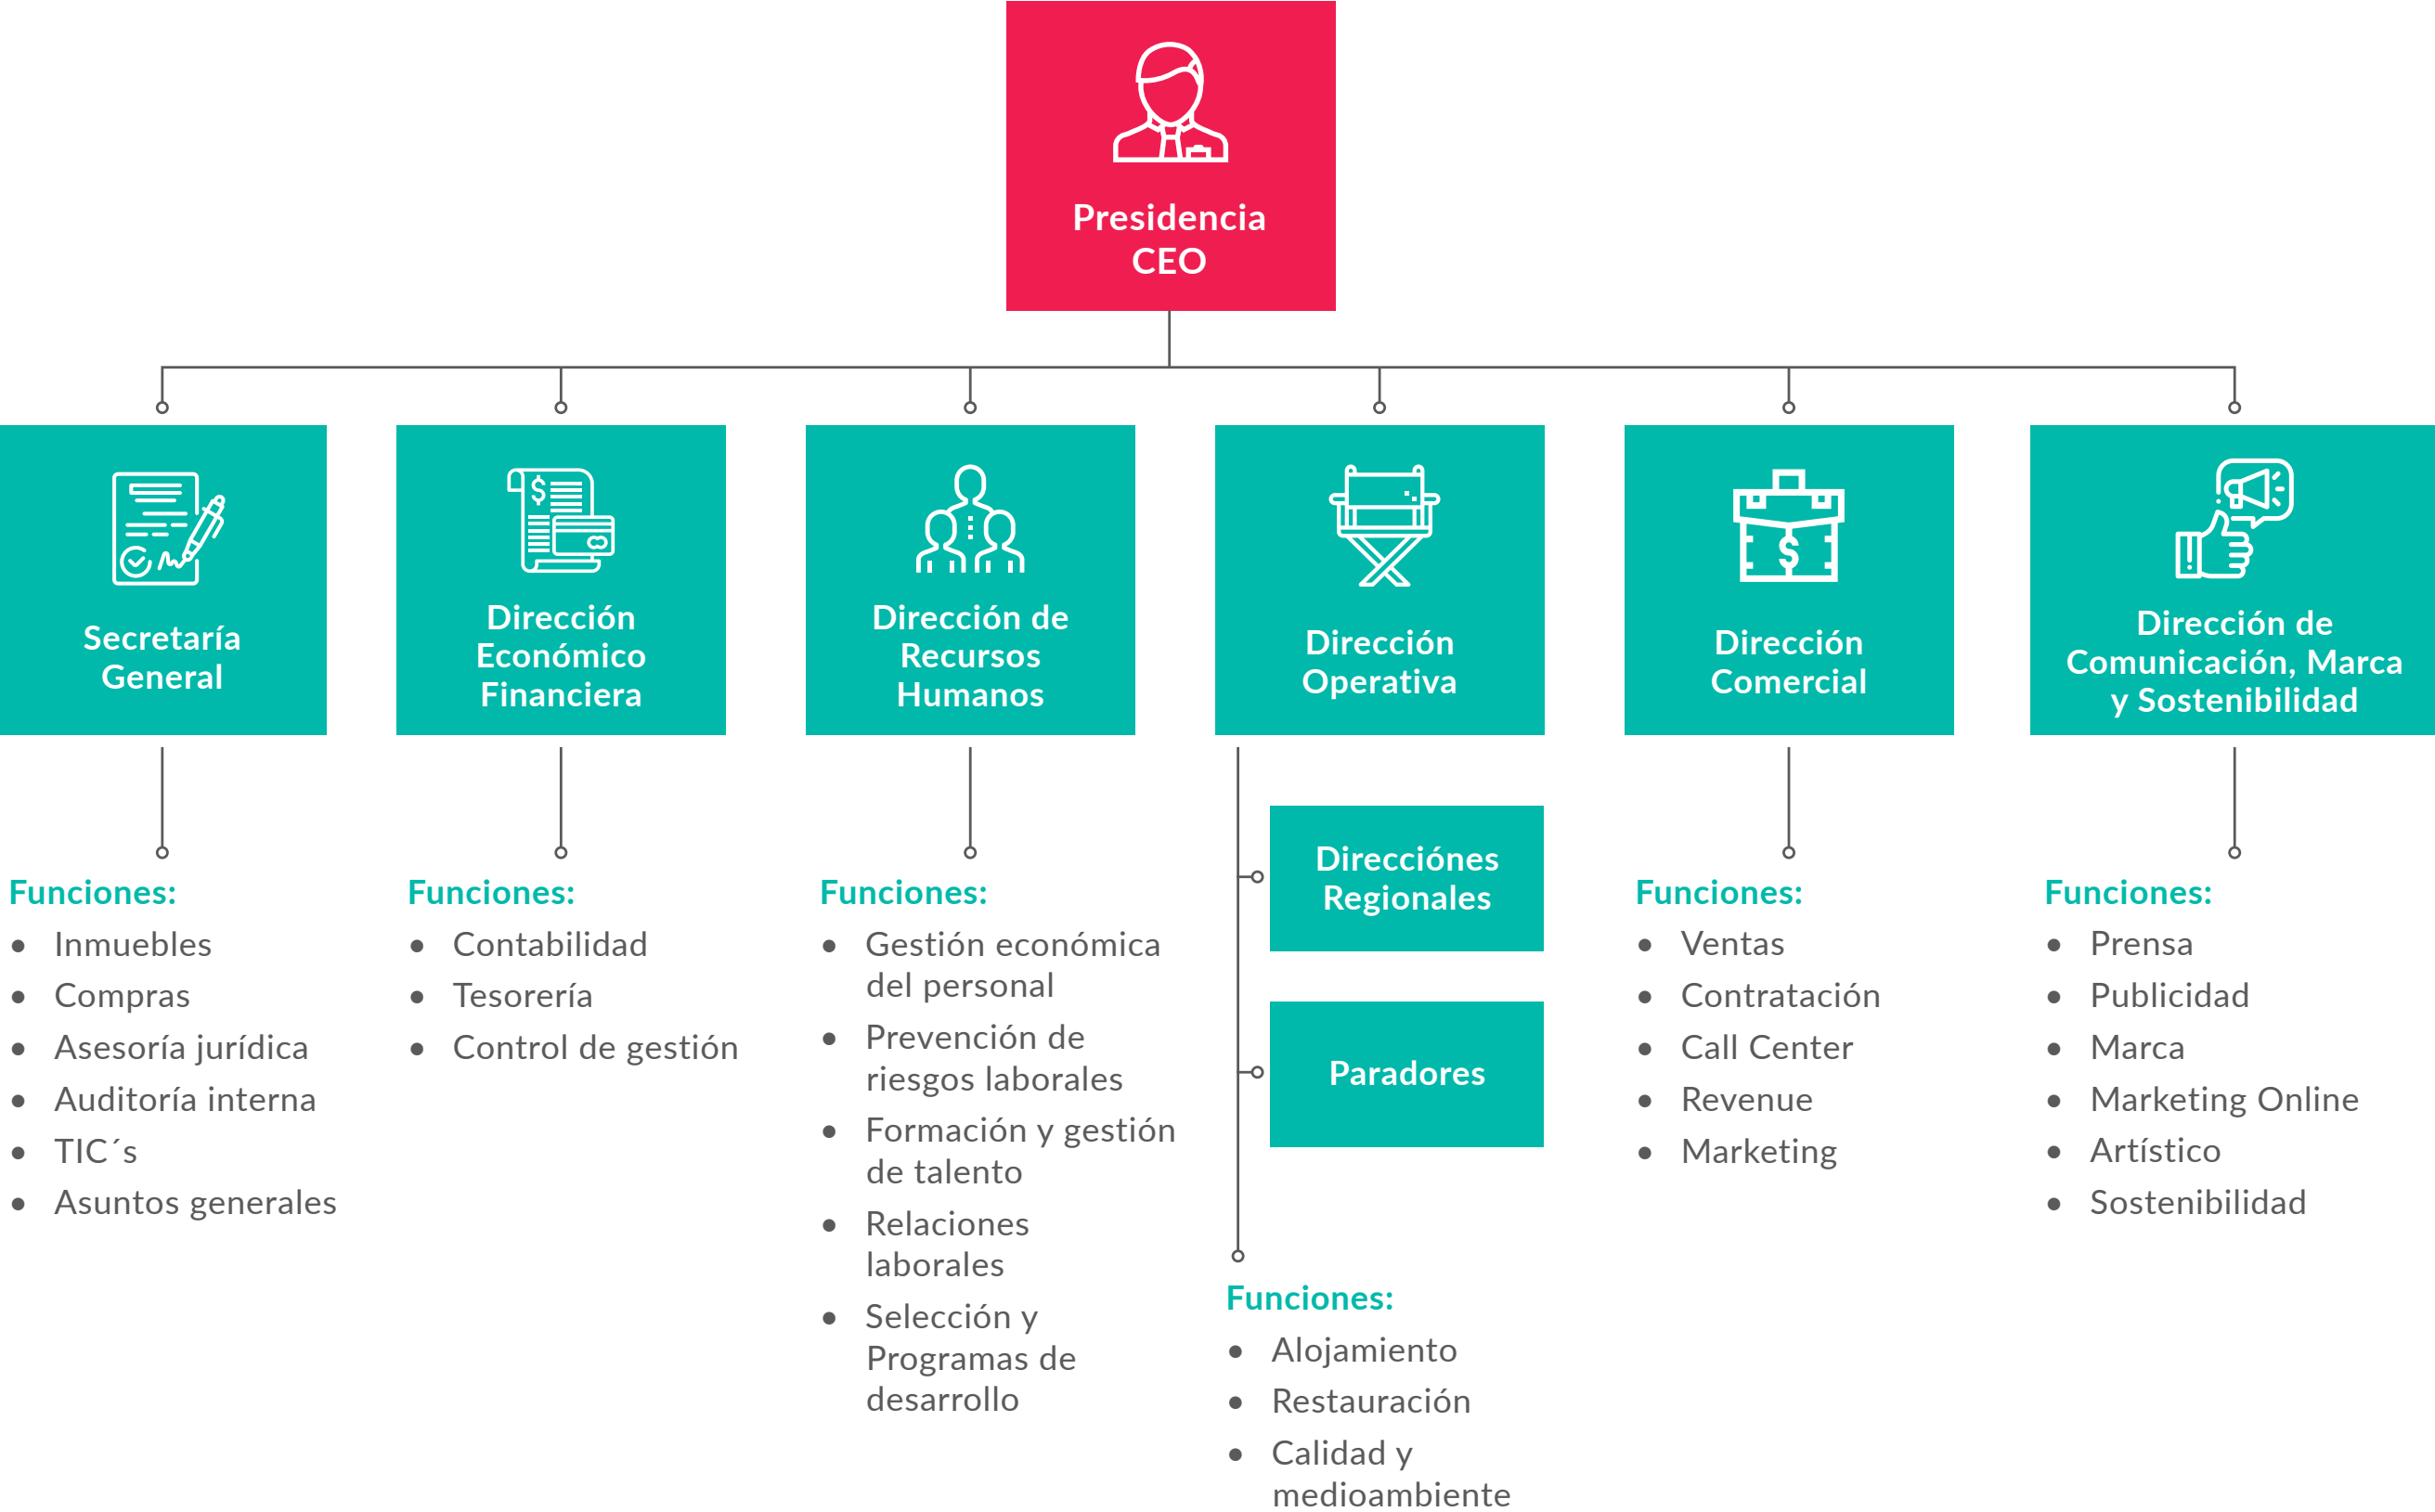 Presidencia
CEO
Secretaría
General
Dirección
Económico
Financiera
Dirección de
Recursos
Humanos
Dirección
Operativa
Dirección
Comercial
Dirección de
Comunicación, Marca
y Sostenibilidad
Funciones:
• Inmuebles
• Compras
• Asesoría jurídica
• Auditoría interna
• TIC´s
• Asuntos generales
Funciones:
• Contabilidad
• Tesorería
• Control de gestión
Funciones:
• Gestión económica
del personal
• Prevención de
riesgos laborales
• Formación y gestión
de talento
• Relaciones
laborales
• Selección y
Programas de
desarrollo
Direcciónes
Regionales
Paradores
Funciones:
• Alojamiento
• Restauración
• Calidad y
medioambiente
Funciones:
• Ventas
• Contratación
• Call Center
• Revenue
• Marketing
Funciones:
• Prensa
• Publicidad
• Marca
• Marketing Online
• Artístico
• Sostenibilidad